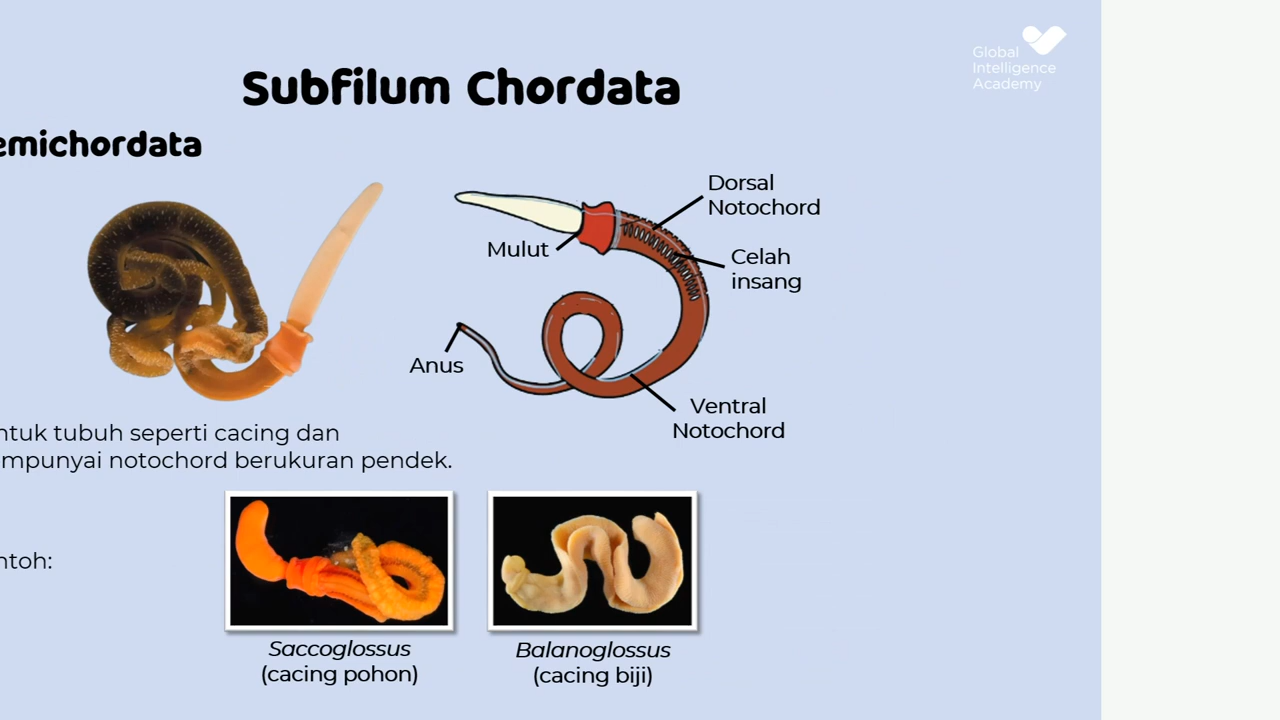 Global
Intelligence
Academy
Subfilum Chordata
emichordata
Dorsal
Notochord
Mulut
Celah
insang
Anus
Ventral
Notochord
ntuk tubuh seperti cacing dan
mpunyai notochord berukuran pendek.
ntoh:
Saccoglossus
(cacing pohon)
Balanoglossus
(cacing biji)